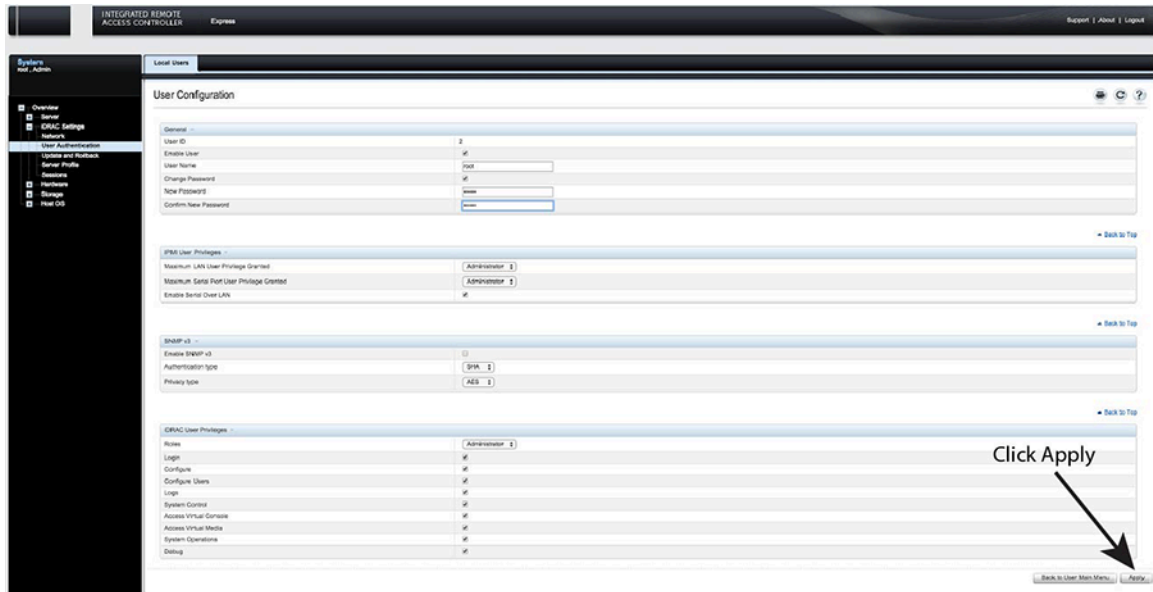 INTEGRATED REMOTE
ACCESS CONTROLLER
Express
Support | About | Logout
System
root , Admin
Local Users
Overview
Server
iDRAC Settings
Network
User Authentication
Update and Rollback
Server Profile
Sessions
Hardware
Storage
Host OS
User Configuration
General
User ID 2
Enable User
User Name root
Change Password
New Password
Confirm New Password
Back to Top
IPMI User Privileges
Maximum LAN User Privilege Granted Administrator
Maximum Serial Port User Privilege Granted Administrator
Enable Serial Over LAN
Back to Top
SNMP v3
Enable SNMP v3
Authentication type SHA
Privacy type AES
Back to Top
iDRAC User Privileges
Roles Administrator
Login
Configure
Configure Users
Logs
System Control
Access Virtual Console
Access Virtual Media
System Operations
Debug
Click Apply
Back to User Main Menu Apply